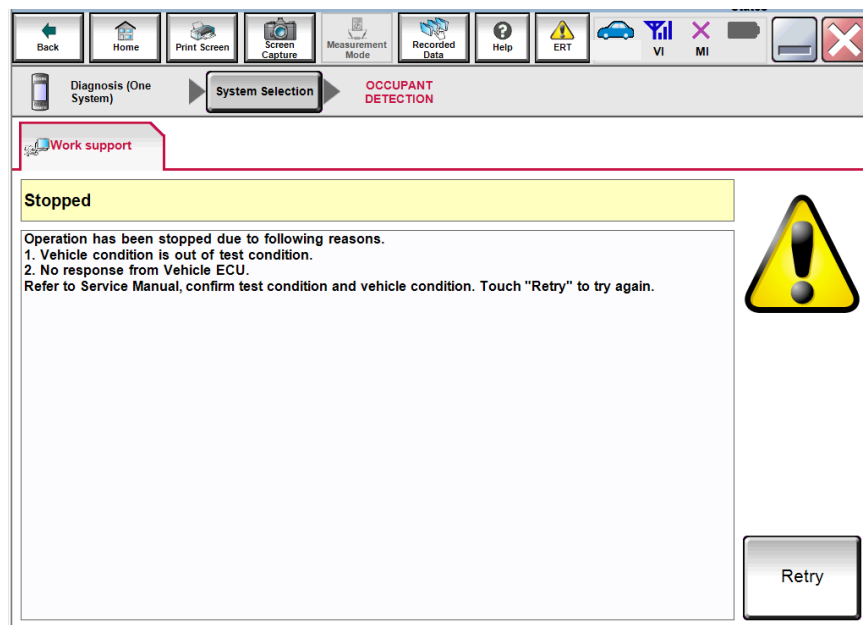 Back
Home
Print Screen
Screen
Capture
Measurement
Mode
Recorded
Data
Help
ERT
VI
MI
Diagnosis (One
System)
System Selection
OCCUPANT
DETECTION
Work support
Stopped
Operation has been stopped due to following reasons.
1. Vehicle condition is out of test condition.
2. No response from Vehicle ECU.
Refer to Service Manual, confirm test condition and vehicle condition. Touch "Retry" to try again.
Retry